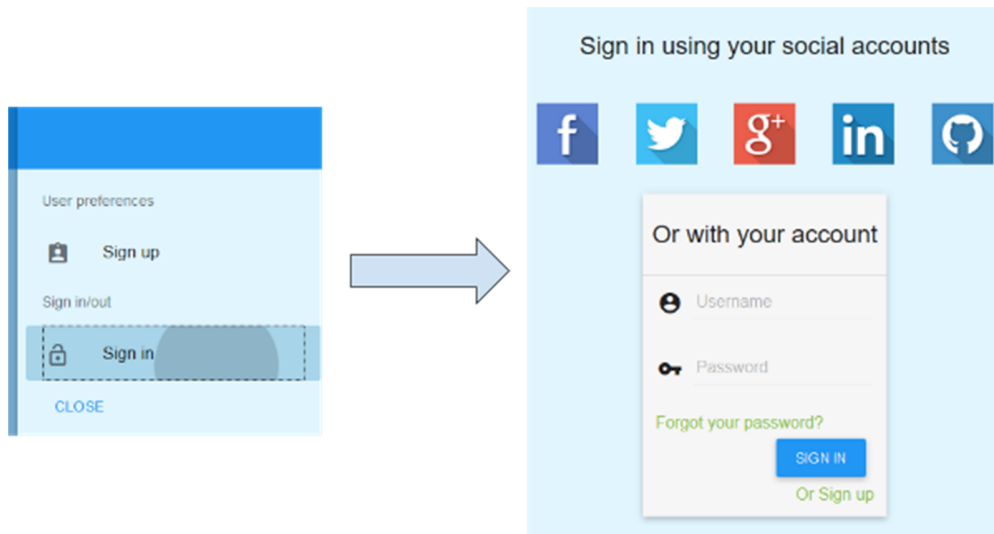 User preferences
Sign up
Sign in/out
Sign in
CLOSE
Sign in using your social accounts
f
g+
in
Or with your account
Username
Password
Forgot your password?
SIGN IN
Or Sign up